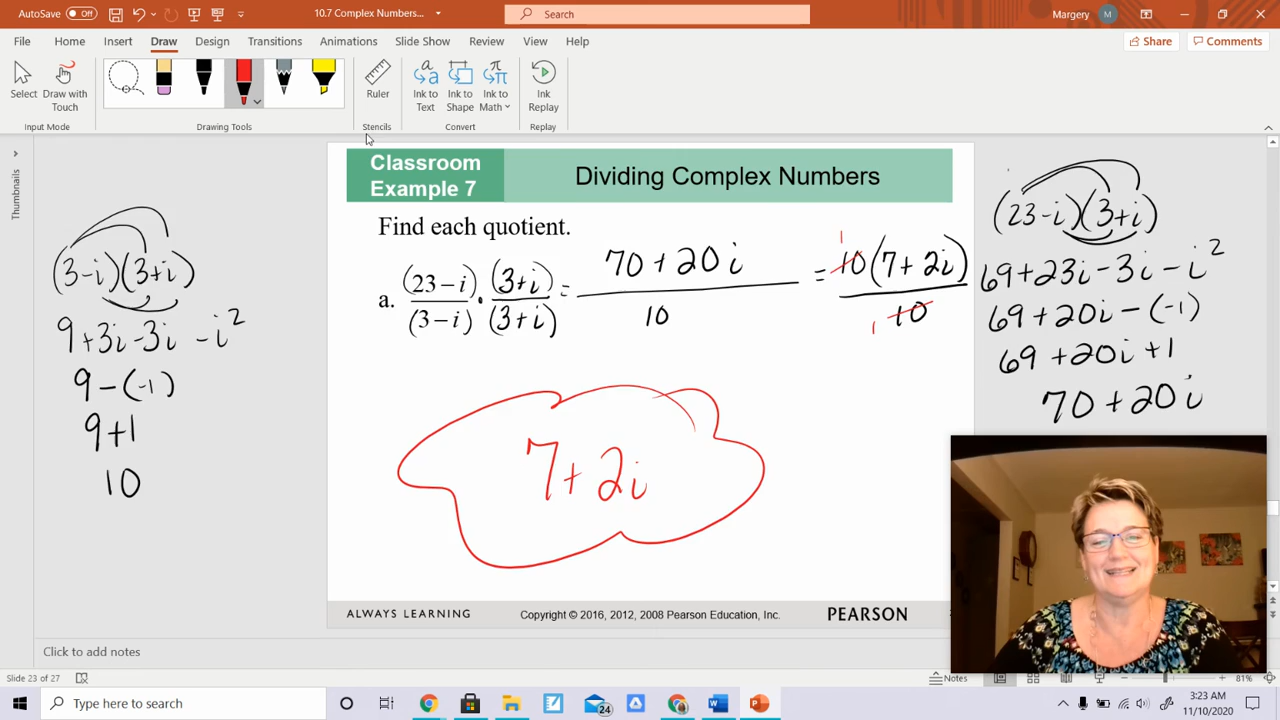 AutoSave Off
10.7 Complex Numbers...
Search
Margery M
File Home Insert Draw Design Transitions Animations Slide Show Review View Help
Share Comments
Select
Draw with Touch
Ruler
Ink to Text
Ink to Shape
Ink to Math
Ink Replay
Input Mode
Drawing Tools
Stencils
Convert
Replay
Thumbnails
Classroom
Example 7
Dividing Complex Numbers
Find each quotient.
a. (23-i)/(3-i) · (3+i)/(3+i) = (70+20i)/10 = 10(7+2i)/10
1
1
7+2i
(3-i)(3+i)
9+3i-3i-i²
9-(-1)
9+1
10
(23-i)(3+i)
69+23i-3i-i²
69+20i-(-1)
69+20i+1
70+20i
ALWAYS LEARNING
Copyright © 2016, 2012, 2008 Pearson Education, Inc.
PEARSON
Click to add notes
Slide 23 of 27
Notes
81%
Type here to search
24
3:23 AM
11/10/2020